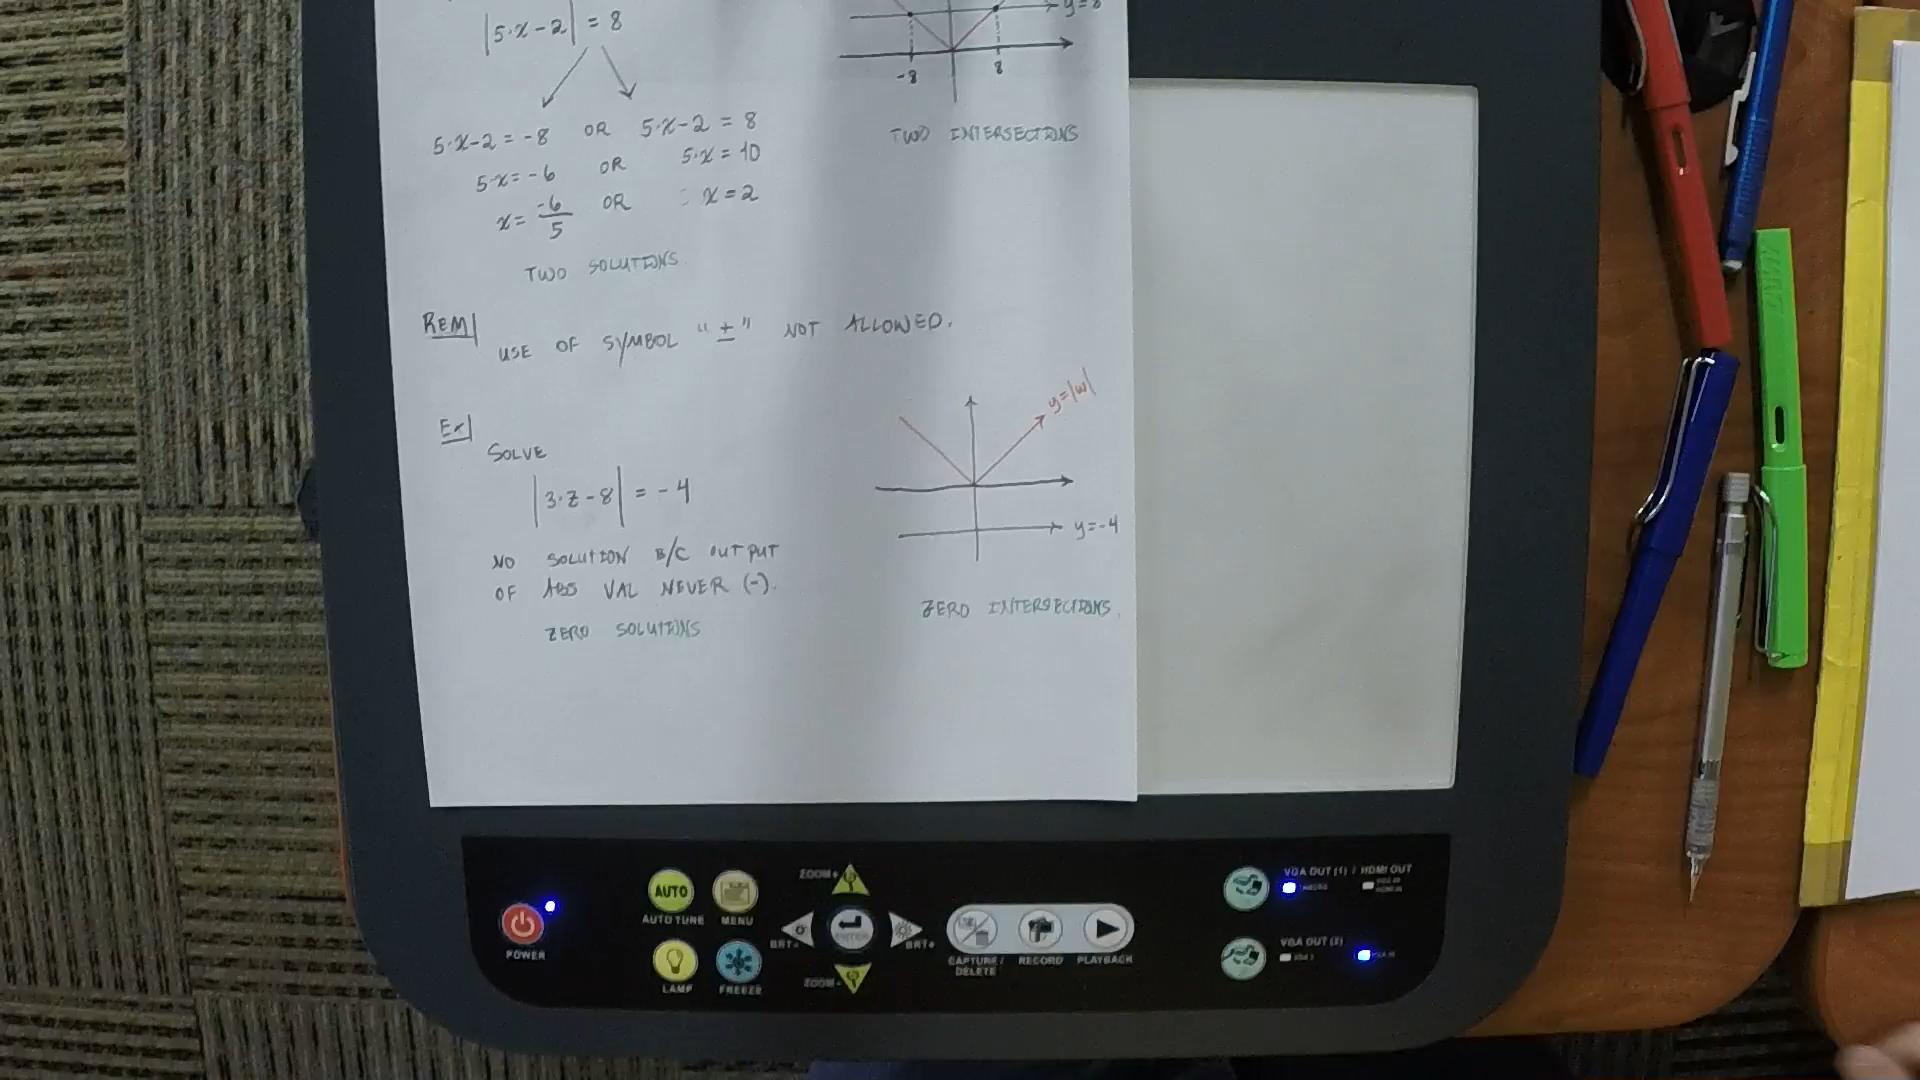 |5·x-2| = 8
5·x-2 = -8 OR 5·x-2 = 8
5·x = -6 OR 5·x = 10
x = -6/5 OR x = 2
TWO SOLUTIONS.
y=8
-8 8
TWO INTERSECTIONS
REM
USE OF SYMBOL "±" NOT ALLOWED.
Ex
SOLVE
|3·z-8| = -4
NO SOLUTION B/C OUTPUT
OF ABS VAL NEVER (-).
ZERO SOLUTIONS
y=|w|
y=-4
ZERO INTERSECTIONS.
POWER
AUTO
AUTO TUNE
MENU
LAMP
FREEZE
ZOOM+
BRT-
ENTER
BRT+
ZOOM-
CAPTURE/
DELETE
RECORD
PLAYBACK
VGA OUT (1) / HDMI OUT
VGA OUT (2)